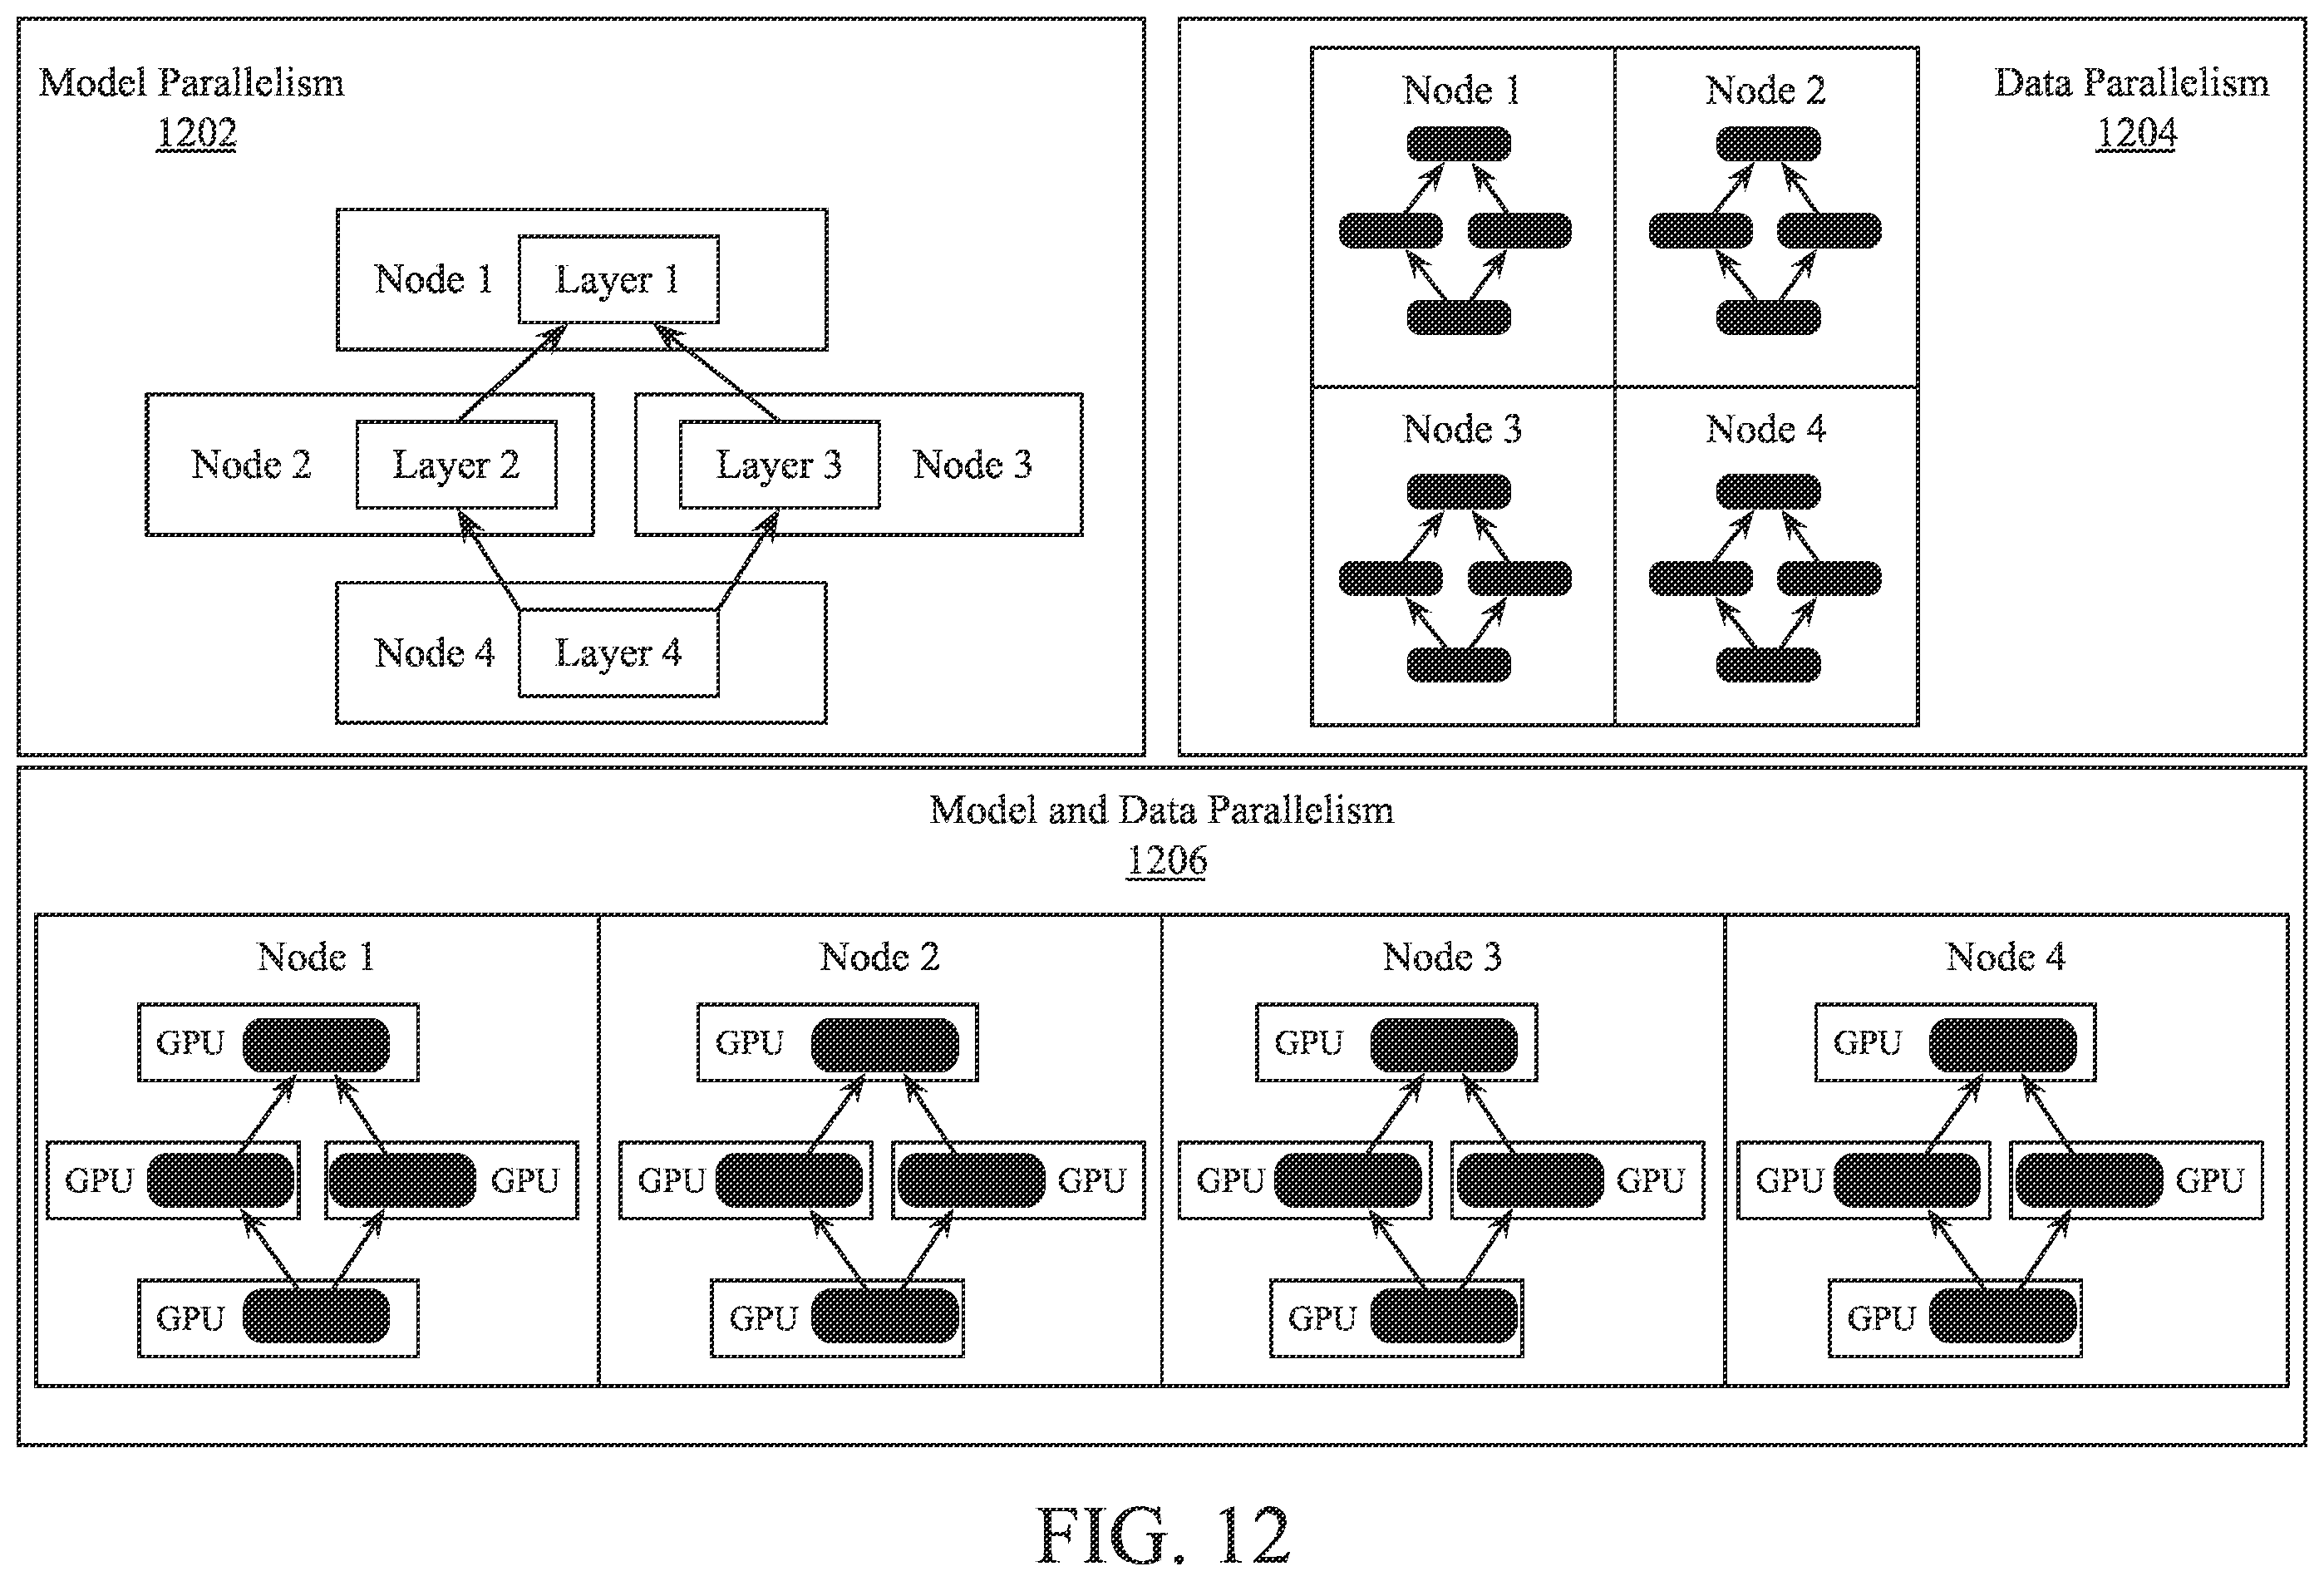 Model Parallelism
1202
Node 1
Layer 1
Node 2
Layer 2
Layer 3
Node 3
Node 4
Layer 4
Data Parallelism
1204
Node 1
Node 2
Node 3
Node 4
Model and Data Parallelism
1206
Node 1
GPU
GPU
GPU
GPU
Node 2
GPU
GPU
GPU
GPU
Node 3
GPU
GPU
GPU
GPU
Node 4
GPU
GPU
GPU
GPU
FIG. 12